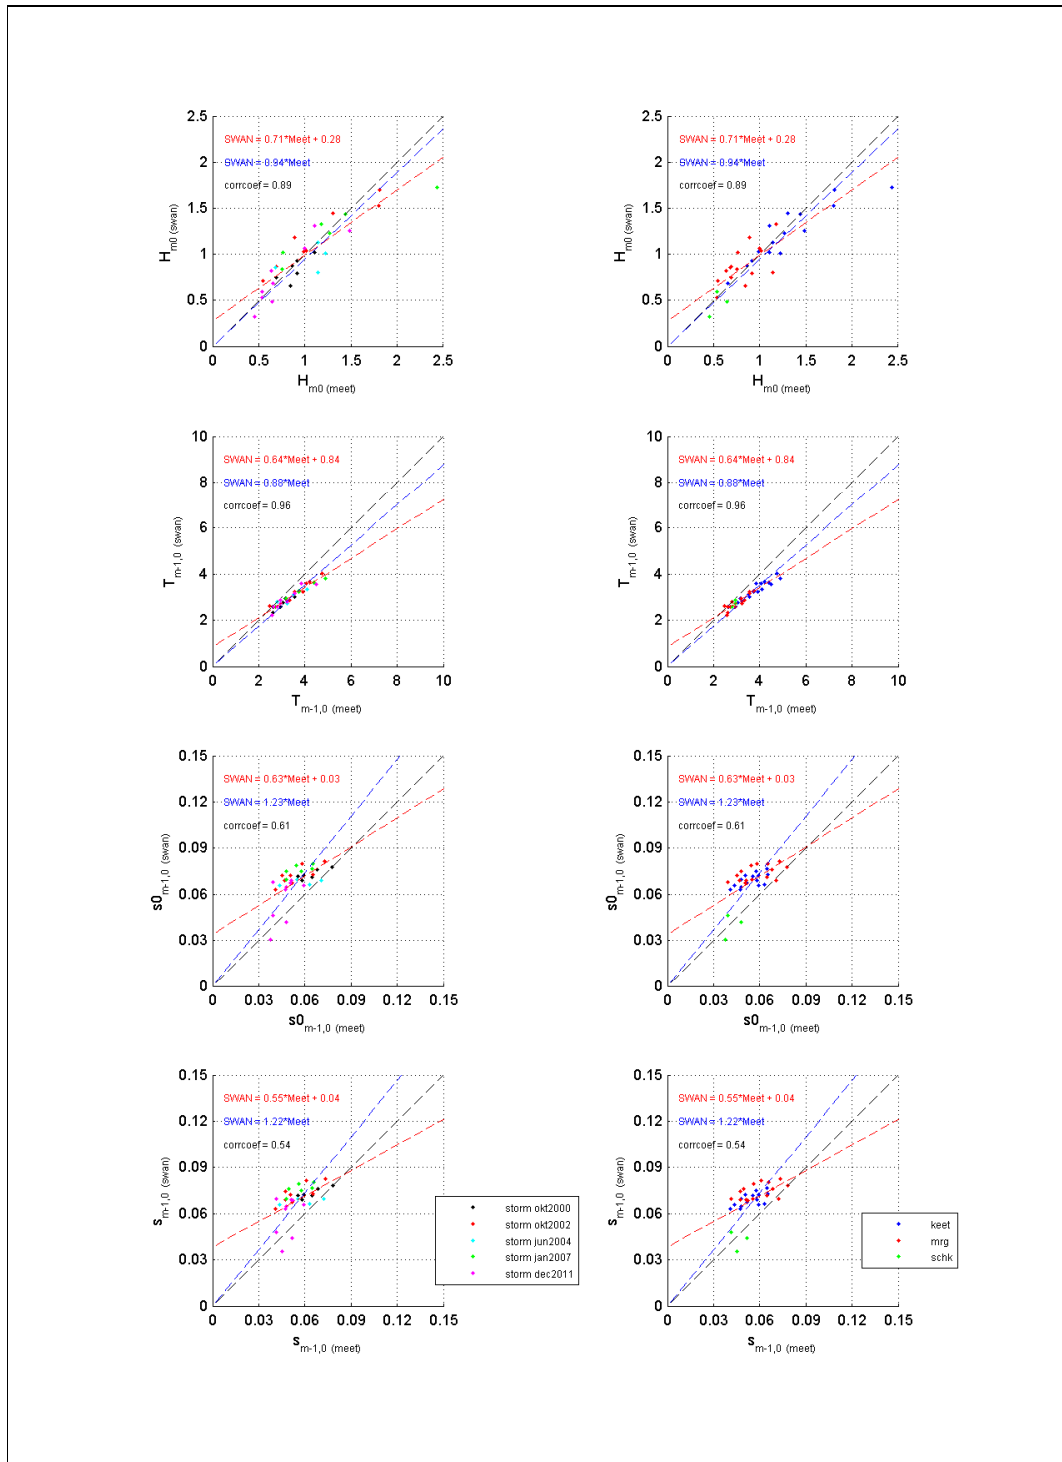 2.5
2
1.5
1
0.5
0
SWAN = 0.71*Meet + 0.28
SWAN = 0.94*Meet
corrcoef = 0.89
H m0 (swan)
0 0.5 1 1.5 2 2.5
H m0 (meet)
2.5
2
1.5
1
0.5
0
SWAN = 0.71*Meet + 0.28
SWAN = 0.94*Meet
corrcoef = 0.89
H m0 (swan)
0 0.5 1 1.5 2 2.5
H m0 (meet)
10
8
6
4
2
0
SWAN = 0.64*Meet + 0.84
SWAN = 0.88*Meet
corrcoef = 0.96
T m-1,0 (swan)
0 2 4 6 8 10
T m-1,0 (meet)
10
8
6
4
2
0
SWAN = 0.64*Meet + 0.84
SWAN = 0.88*Meet
corrcoef = 0.96
T m-1,0 (swan)
0 2 4 6 8 10
T m-1,0 (meet)
0.15
0.12
0.09
0.06
0.03
0
SWAN = 0.63*Meet + 0.03
SWAN = 1.23*Meet
corrcoef = 0.61
s0 m-1,0 (swan)
0 0.03 0.06 0.09 0.12 0.15
s0 m-1,0 (meet)
0.15
0.12
0.09
0.06
0.03
0
SWAN = 0.63*Meet + 0.03
SWAN = 1.23*Meet
corrcoef = 0.61
s0 m-1,0 (swan)
0 0.03 0.06 0.09 0.12 0.15
s0 m-1,0 (meet)
0.15
0.12
0.09
0.06
0.03
0
SWAN = 0.55*Meet + 0.04
SWAN = 1.22*Meet
corrcoef = 0.54
s m-1,0 (swan)
0 0.03 0.06 0.09 0.12 0.15
s m-1,0 (meet)
storm okt2000
storm okt2002
storm jun2004
storm jan2007
storm dec2011
0.15
0.12
0.09
0.06
0.03
0
SWAN = 0.55*Meet + 0.04
SWAN = 1.22*Meet
corrcoef = 0.54
s m-1,0 (swan)
0 0.03 0.06 0.09 0.12 0.15
s m-1,0 (meet)
keet
mrg
schk